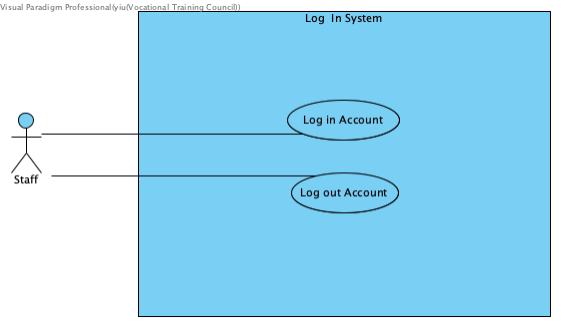 Visual Paradigm Professional(yiu(Vocational Training Council))
Log In System
Log in Account
Staff
Log out Account